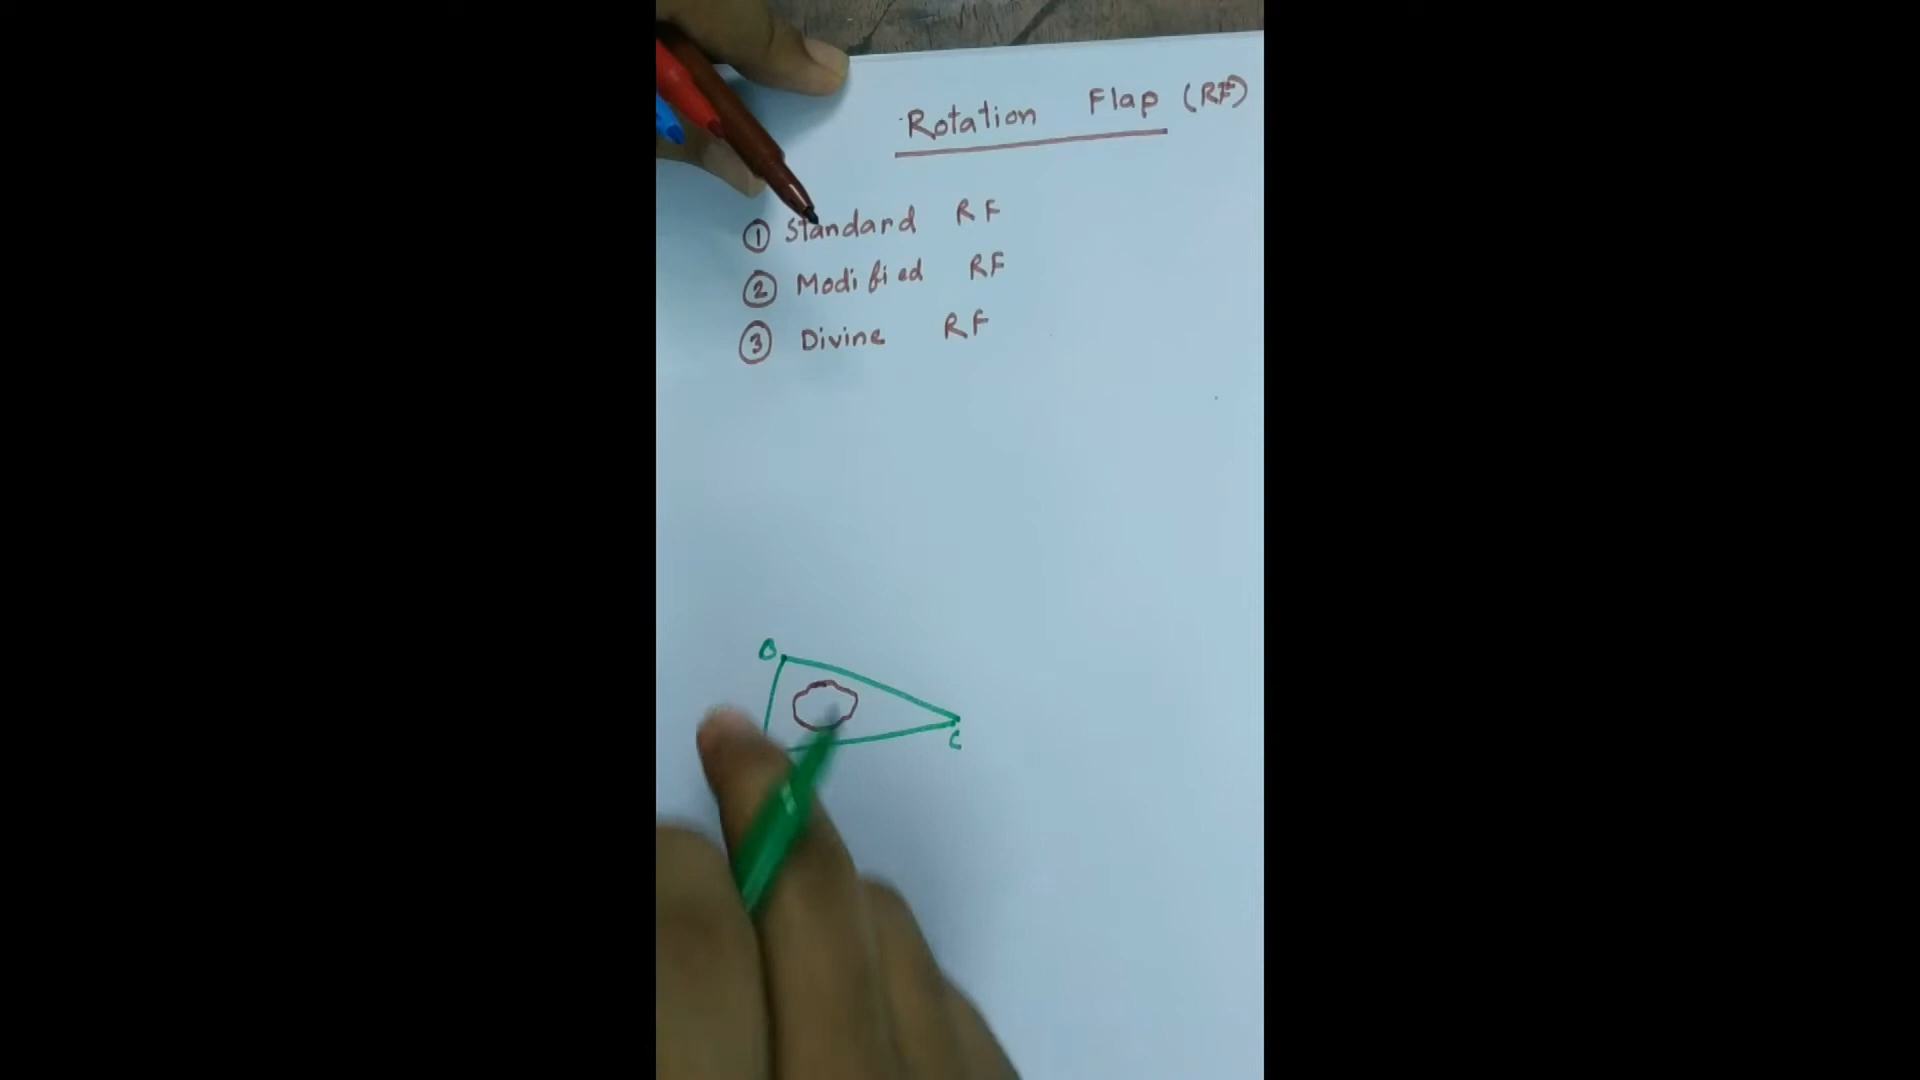 Rotation Flap (RF)
① Standard RF
② Modified RF
③ Divine RF
C